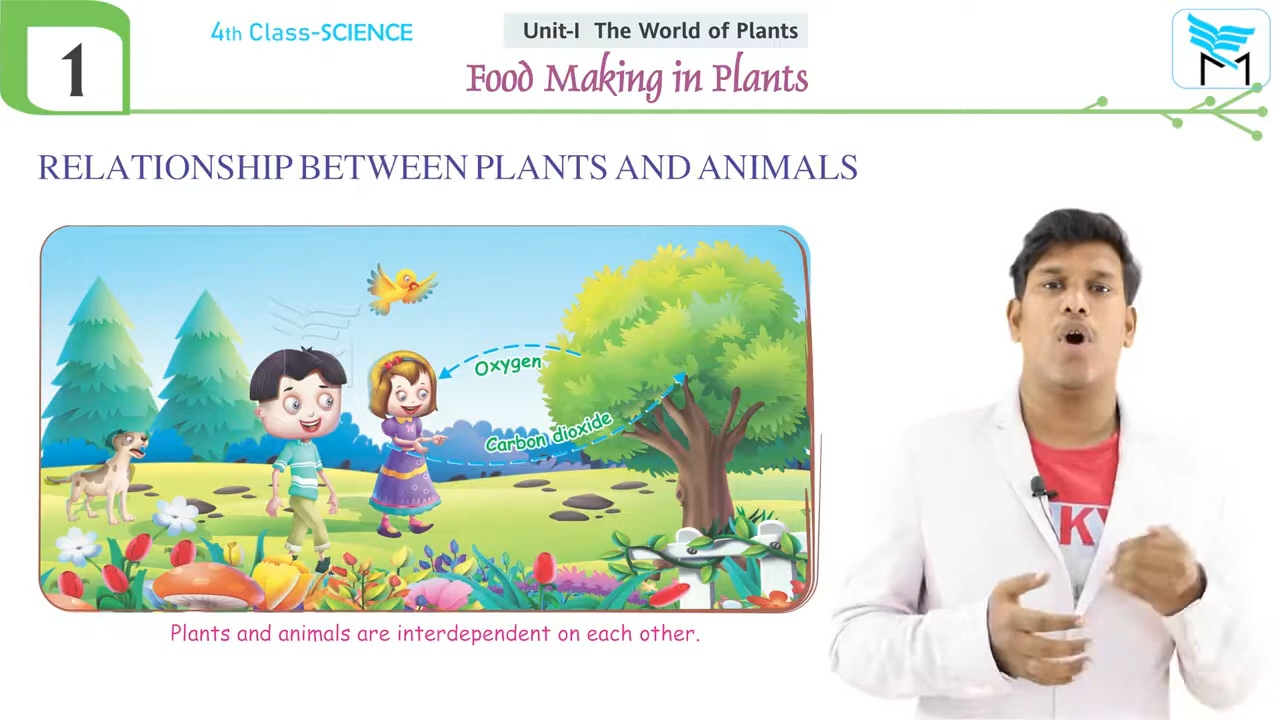 1
4th Class-SCIENCE
Unit-I The World of Plants
Food Making in Plants
M
RELATIONSHIP BETWEEN PLANTS AND ANIMALS
Oxygen
Carbon dioxide
Plants and animals are interdependent on each other.
KY